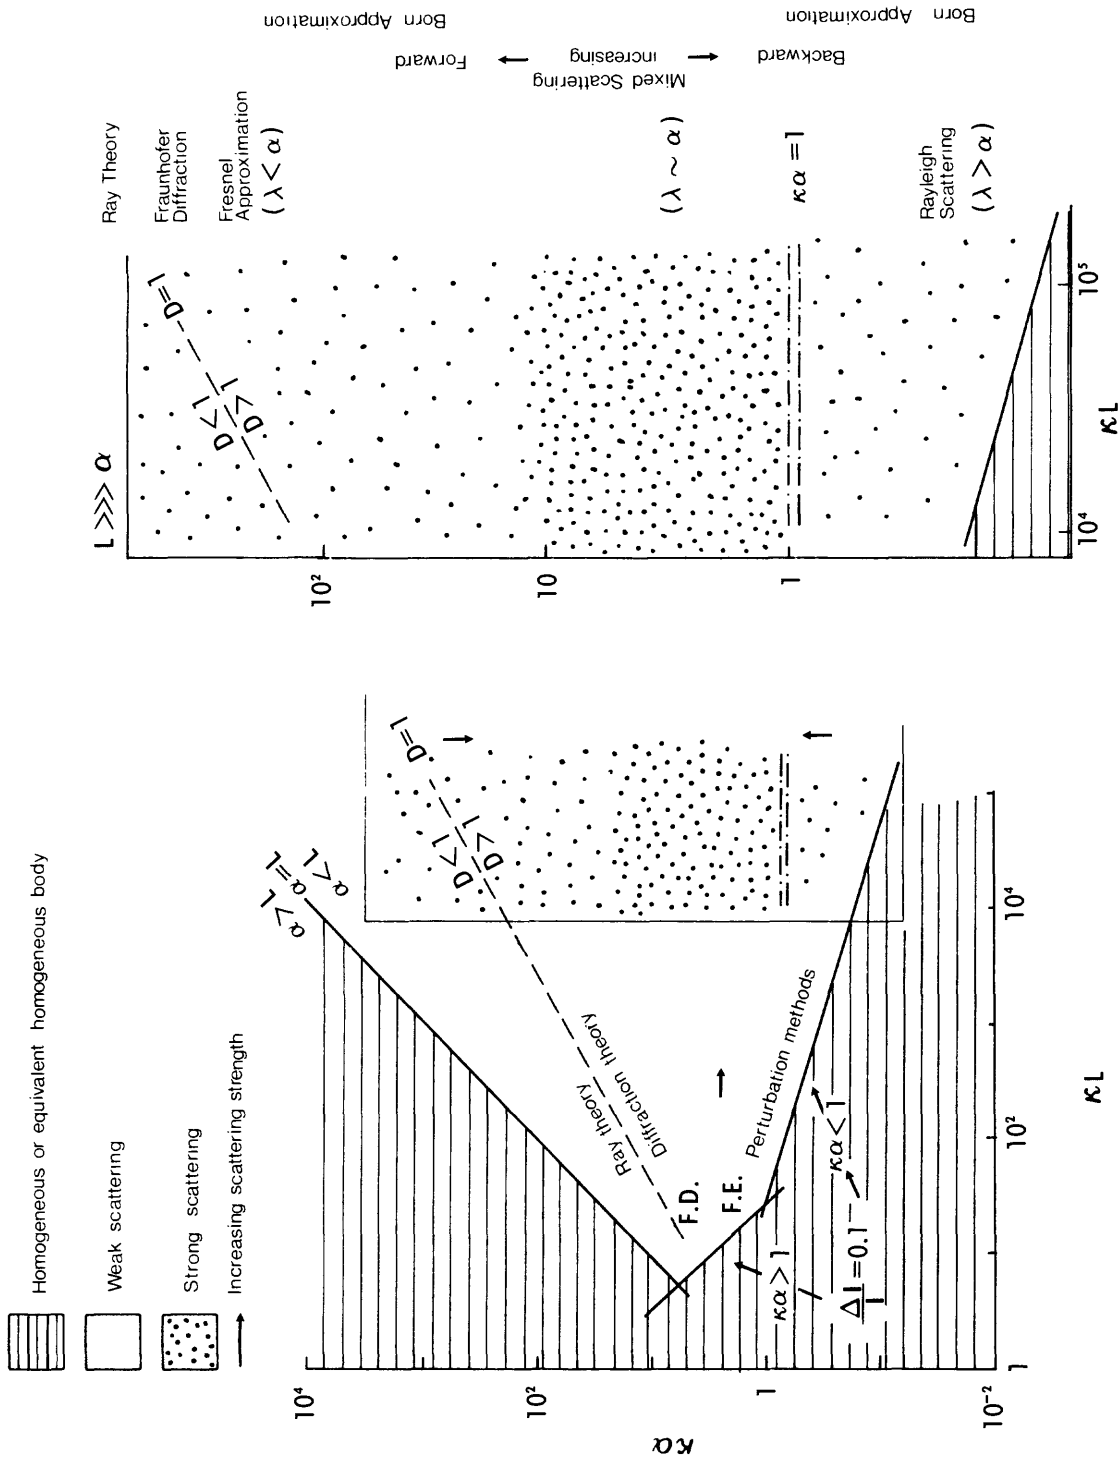 Homogeneous or equivalent homogeneous body
Weak scattering
Strong scattering
Increasing scattering strength
κα
10⁴
10²
1
10⁻²
1
10²
10⁴
κL
α>L
α=L
α<L
D=1
D<1
D>1
Ray theory
Diffraction theory
F.D.
F.E.
Perturbation methods
κα>1
κα<1
ΔI/I=0.1
L>>>α
10²
10
1
10⁴
10⁵
κL
D=1
D<1
D>1
Ray Theory
Fraunhofer
Diffraction
Fresnel
Approximation
(λ<α)
(λ~α)
κα=1
Rayleigh
Scattering
(λ>α)
Born Approximation
Forward
Mixed Scattering
increasing
Backward
Born Approximation